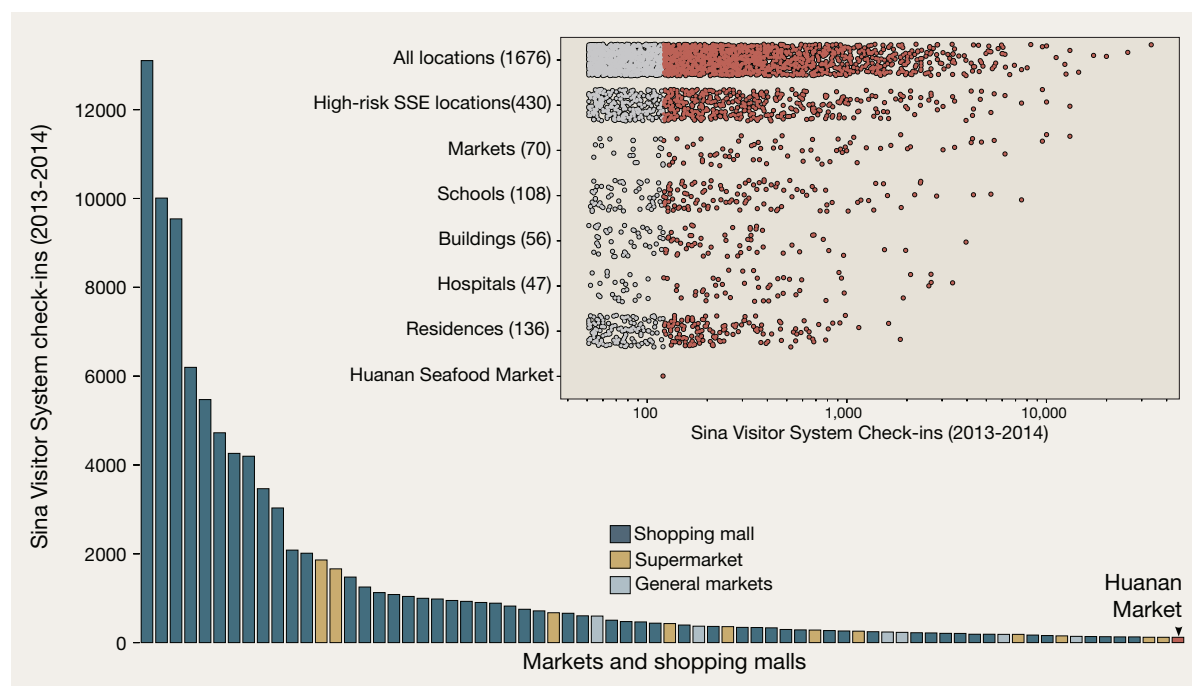 All locations (1676)
High-risk SSE locations(430)
Markets (70)
Schools (108)
Buildings (56)
Hospitals (47)
Residences (136)
Huanan Seafood Market
100
1,000
10,000
Sina Visitor System Check-ins (2013-2014)
Sina Visitor System check-ins (2013-2014)
12000
10000
8000
6000
4000
2000
0
Shopping mall
Supermarket
General markets
Huanan
Market
Markets and shopping malls